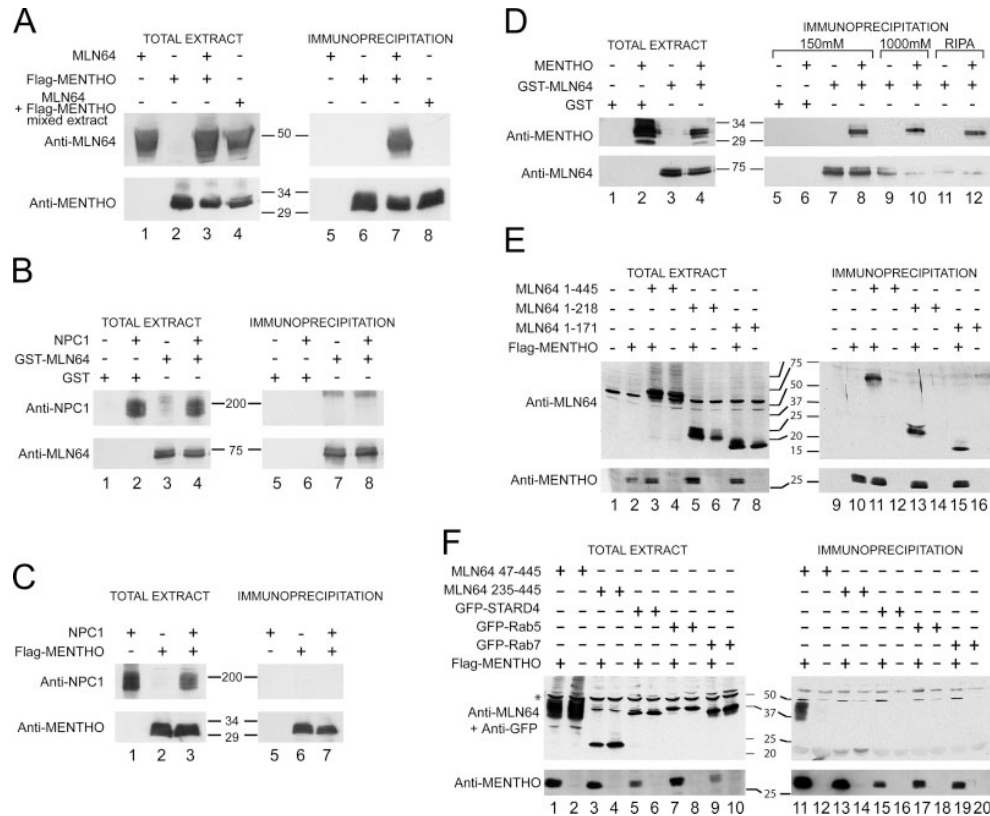 A
TOTAL EXTRACT IMMUNOPRECIPITATION
MLN64 + - + - + - + -
Flag-MENTHO - + + - - + + -
MLN64 + Flag-MENTHO mixed extract - - - + - - - +
Anti-MLN64 50
Anti-MENTHO 34 29
1 2 3 4 5 6 7 8
B
TOTAL EXTRACT IMMUNOPRECIPITATION
NPC1 - + - + - + - +
GST-MLN64 - - + + - - + +
GST + + - - + + - -
Anti-NPC1 200
Anti-MLN64 75
1 2 3 4 5 6 7 8
C
TOTAL EXTRACT IMMUNOPRECIPITATION
NPC1 + - + + - +
Flag-MENTHO - + + - + +
Anti-NPC1 200
Anti-MENTHO 34 29
1 2 3 5 6 7
D
IMMUNOPRECIPITATION
TOTAL EXTRACT 150mM 1000mM RIPA
MENTHO - + - + - + - + - + - +
GST-MLN64 - - + + - - + + + + + +
GST + + - - + + - - - - - -
Anti-MENTHO 34 29
Anti-MLN64 75
1 2 3 4 5 6 7 8 9 10 11 12
E
TOTAL EXTRACT IMMUNOPRECIPITATION
MLN64 1-445 - - + + - - - - - - + + - - - -
MLN64 1-218 - - - - + + - - - - - - + + - -
MLN64 1-171 - - - - - - + + - - - - - - + +
Flag-MENTHO - + + - + - + - - + + - + - + -
Anti-MLN64 75 50 37 25 20 15
Anti-MENTHO 25
1 2 3 4 5 6 7 8 9 10 11 12 13 14 15 16
F
TOTAL EXTRACT IMMUNOPRECIPITATION
MLN64 47-445 + + - - - - - - - - + + - - - - - - - -
MLN64 235-445 - - + + - - - - - - - - + + - - - - - -
GFP-STARD4 - - - - + + - - - - - - - - + + - - - -
GFP-Rab5 - - - - - - + + - - - - - - - - + + - -
GFP-Rab7 - - - - - - - - + + - - - - - - - - + +
Flag-MENTHO + - + - + - + - + - + - + - + - + - + -
*
Anti-MLN64 + Anti-GFP 50 37 25 20
Anti-MENTHO 25
1 2 3 4 5 6 7 8 9 10 11 12 13 14 15 16 17 18 19 20